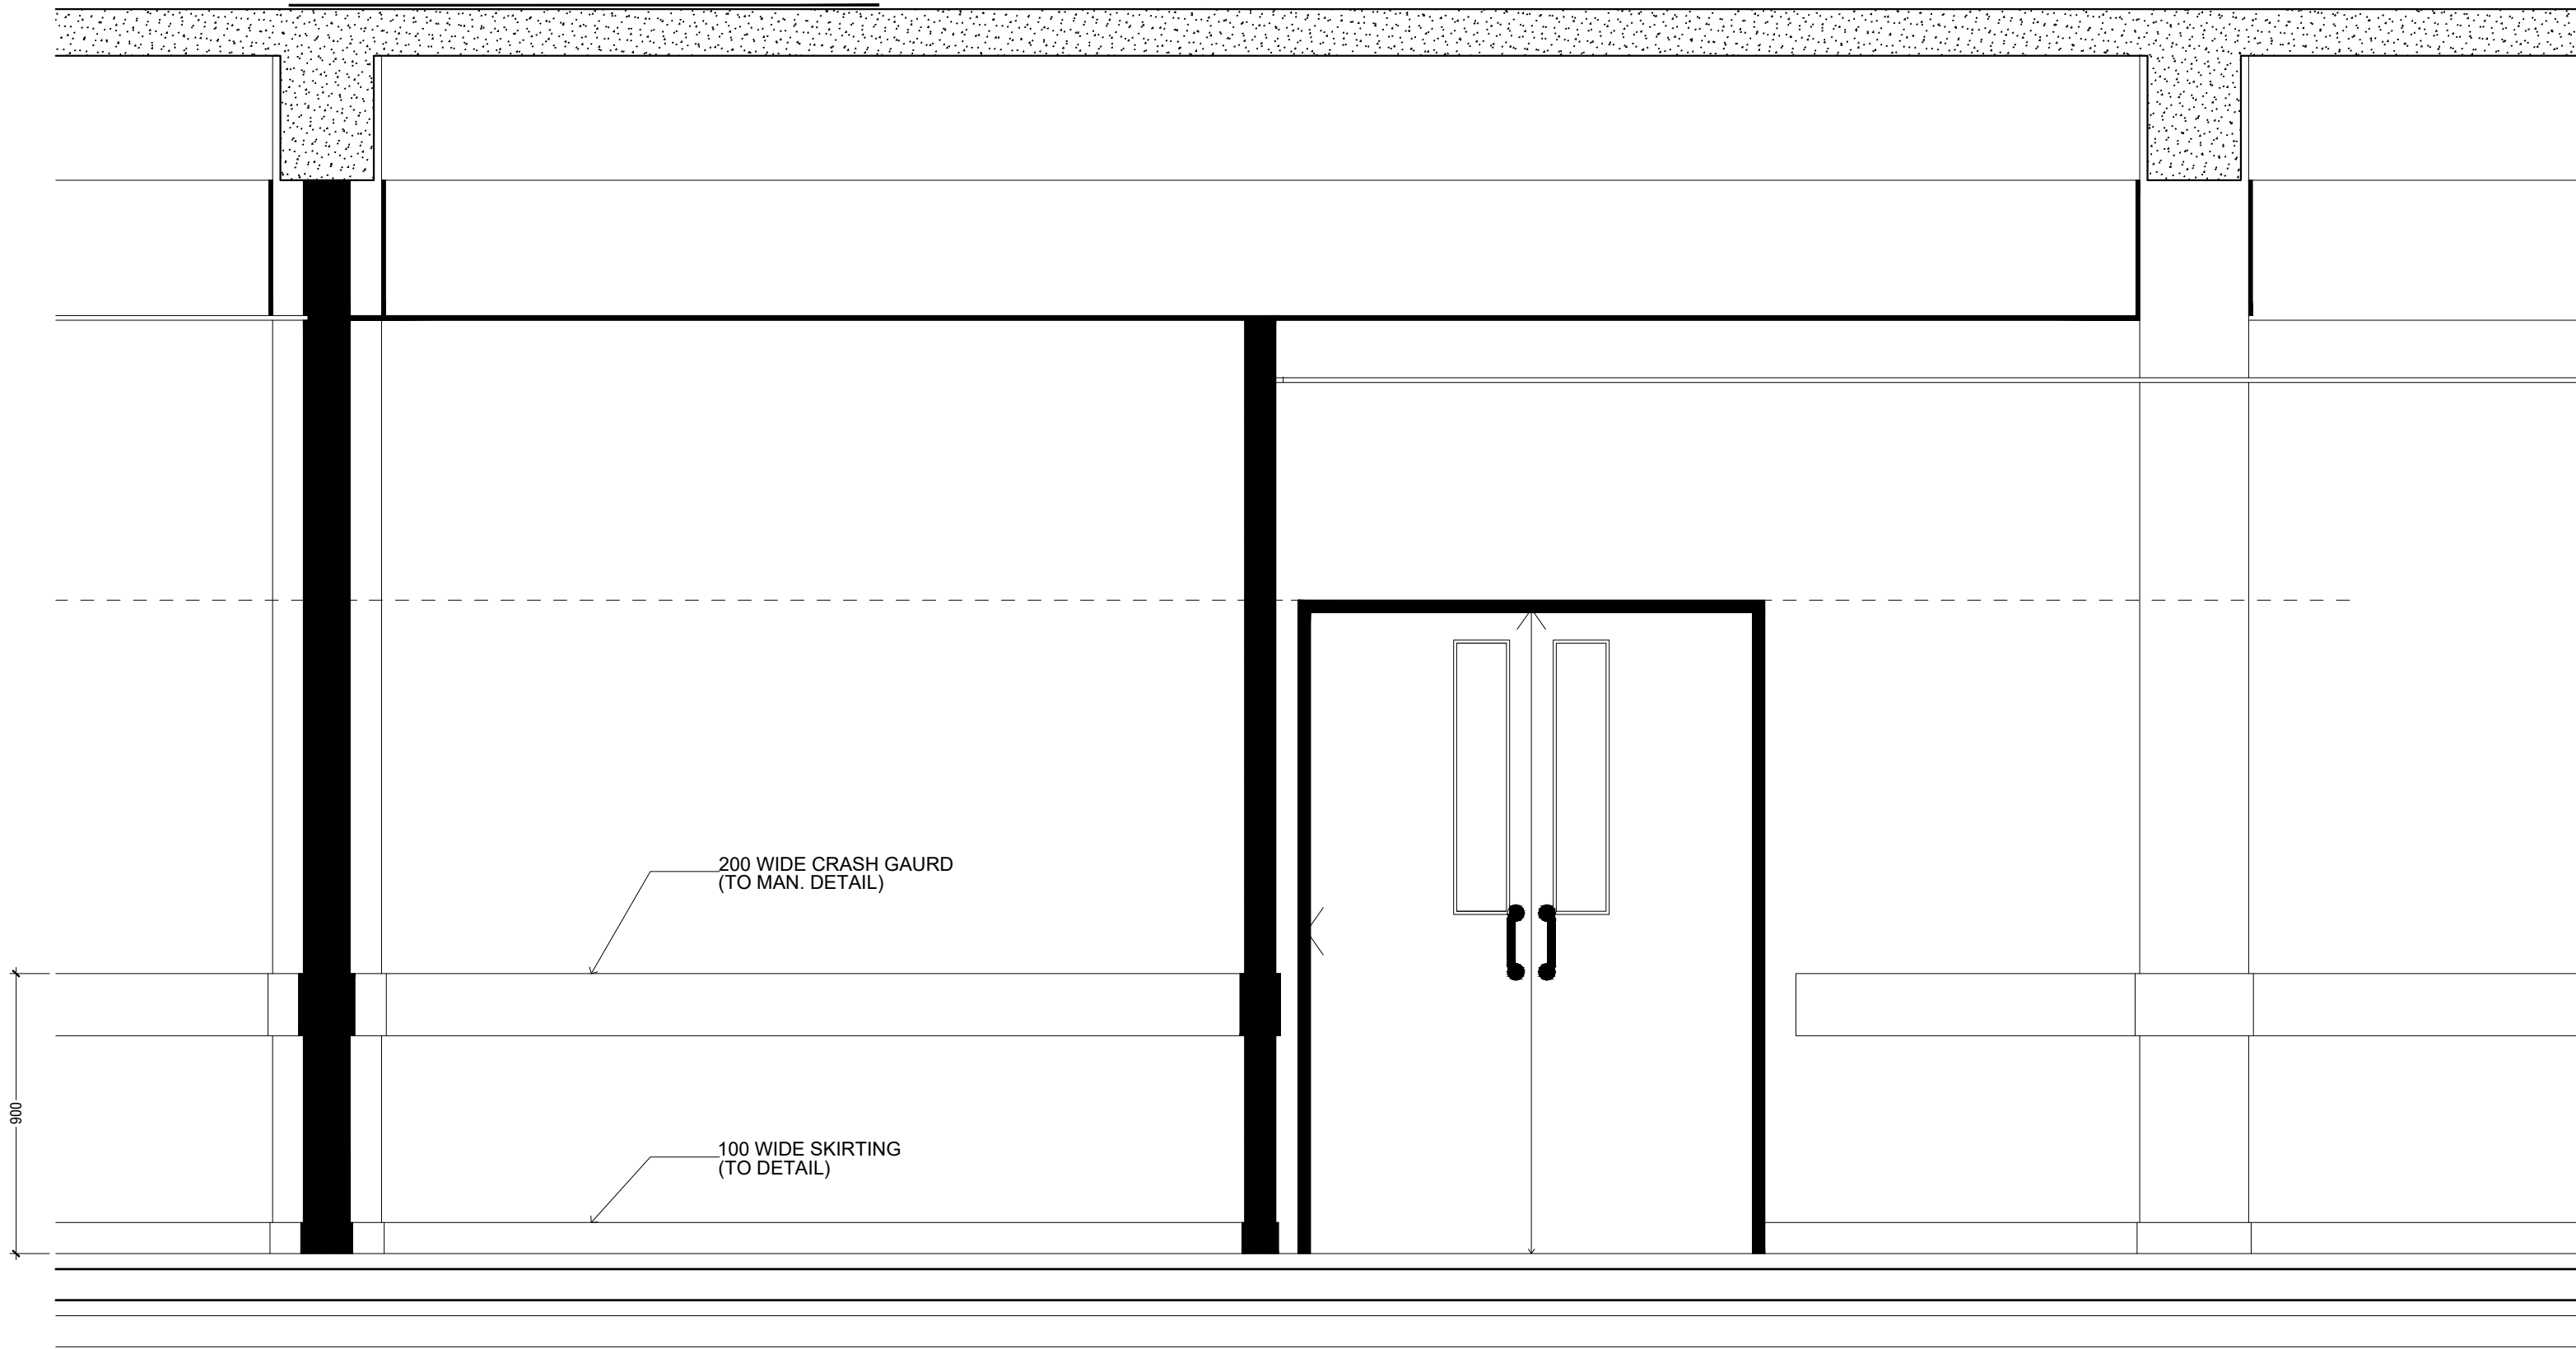 200 WIDE CRASH GAURD
(TO MAN. DETAIL)
900
100 WIDE SKIRTING
(TO DETAIL)